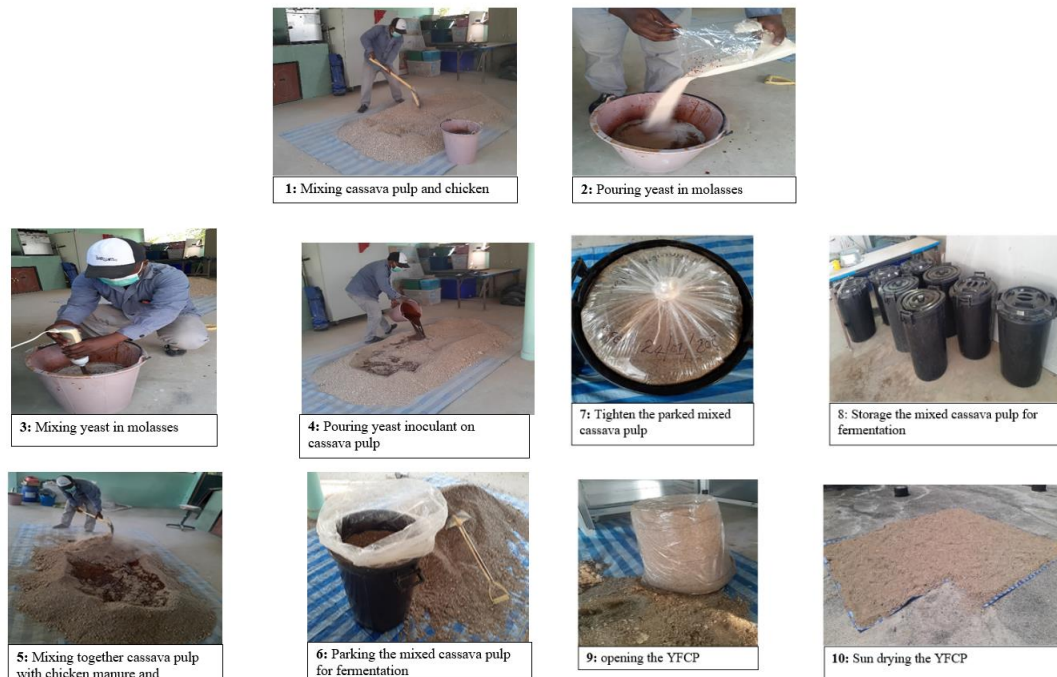 1: Mixing cassava pulp and chicken
2: Pouring yeast in molasses
3: Mixing yeast in molasses
4: Pouring yeast inoculant on
cassava pulp
5: Mixing together cassava pulp
with chicken manure and
6: Parking the mixed cassava pulp
for fermentation
7: Tighten the parked mixed
cassava pulp
8: Storage the mixed cassava pulp for
fermentation
9: opening the YFCP
10: Sun drying the YFCP